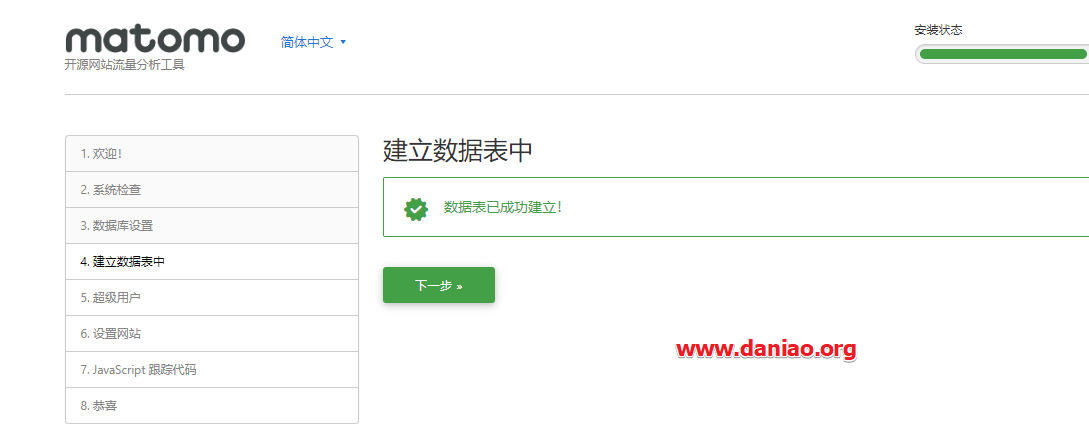 matomo
简体中文
安装状态
开源网站流量分析工具
1. 欢迎！
2. 系统检查
3. 数据库设置
4. 建立数据表中
5. 超级用户
6. 设置网站
7. JavaScript 跟踪代码
8. 恭喜
建立数据表中
数据表已成功建立！
下一步 »
www.daniao.org